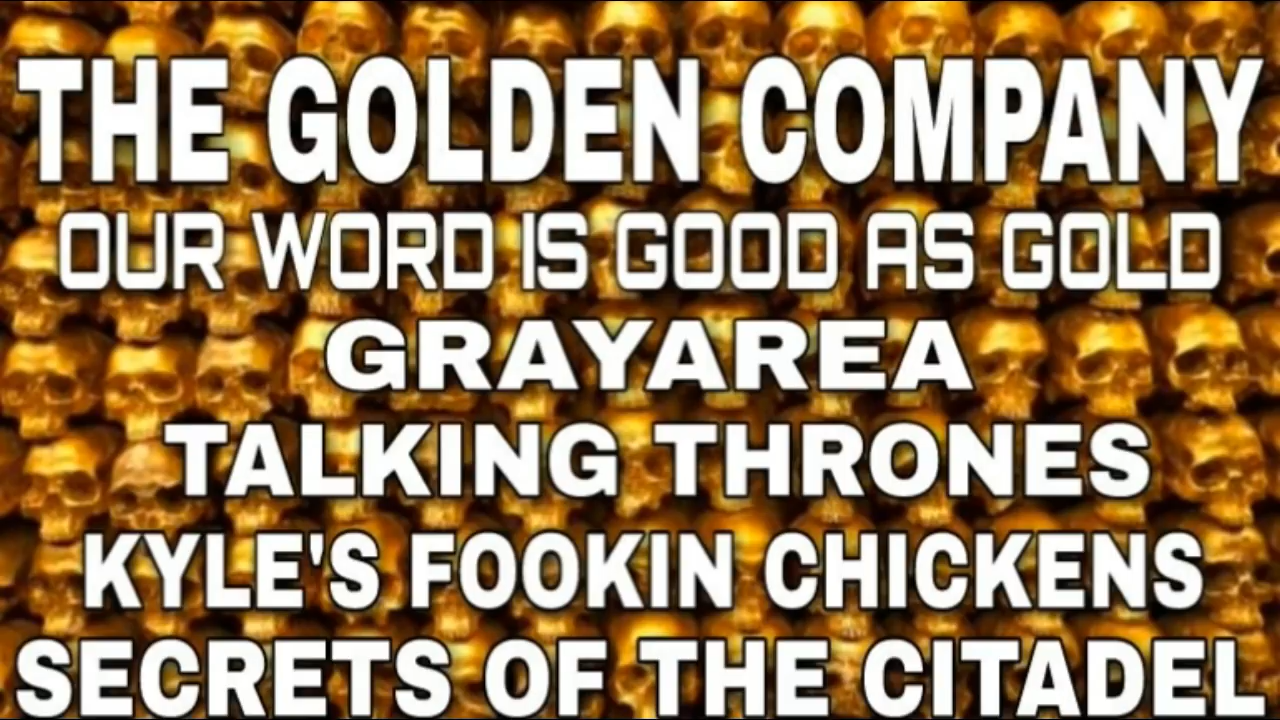 THE GOLDEN COMPANY
OUR WORD IS GOOD AS GOLD
GRAYAREA
TALKING THRONES
KYLE'S FOOKIN CHICKENS
SECRETS OF THE CITADEL